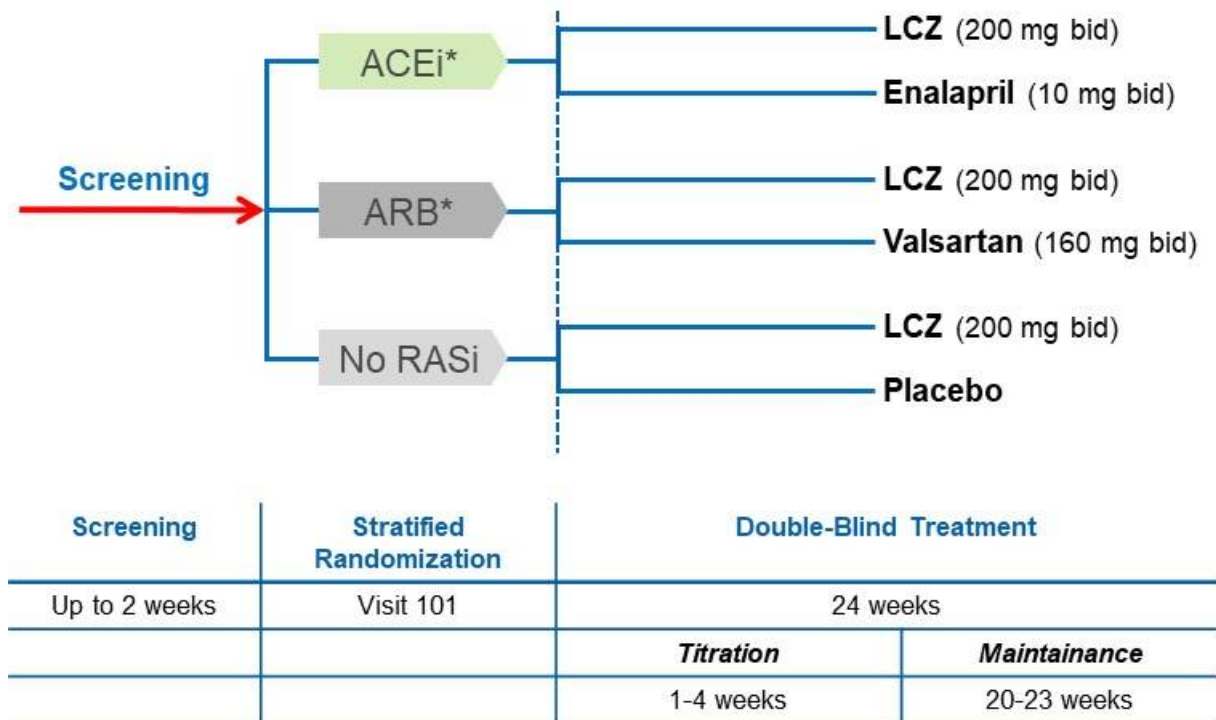 LCZ (200 mg bid)
ACEi*
Enalapril (10 mg bid)
Screening
LCZ (200 mg bid)
ARB*
Valsartan (160 mg bid)
LCZ (200 mg bid)
No RASi
Placebo
Screening
Stratified
Randomization
Double-Blind Treatment
Up to 2 weeks
Visit 101
24 weeks
Titration
Maintainance
1-4 weeks
20-23 weeks